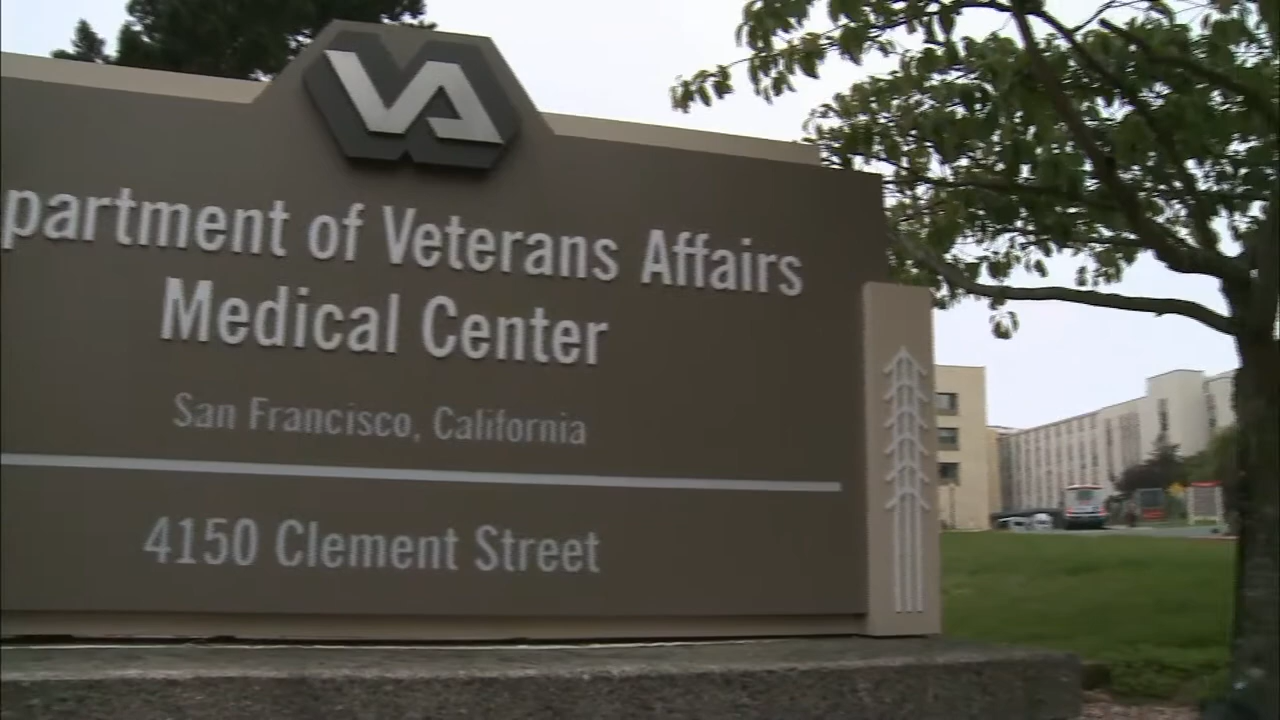 VA
partment of Veterans Affairs
Medical Center
San Francisco, California
4150 Clement Street